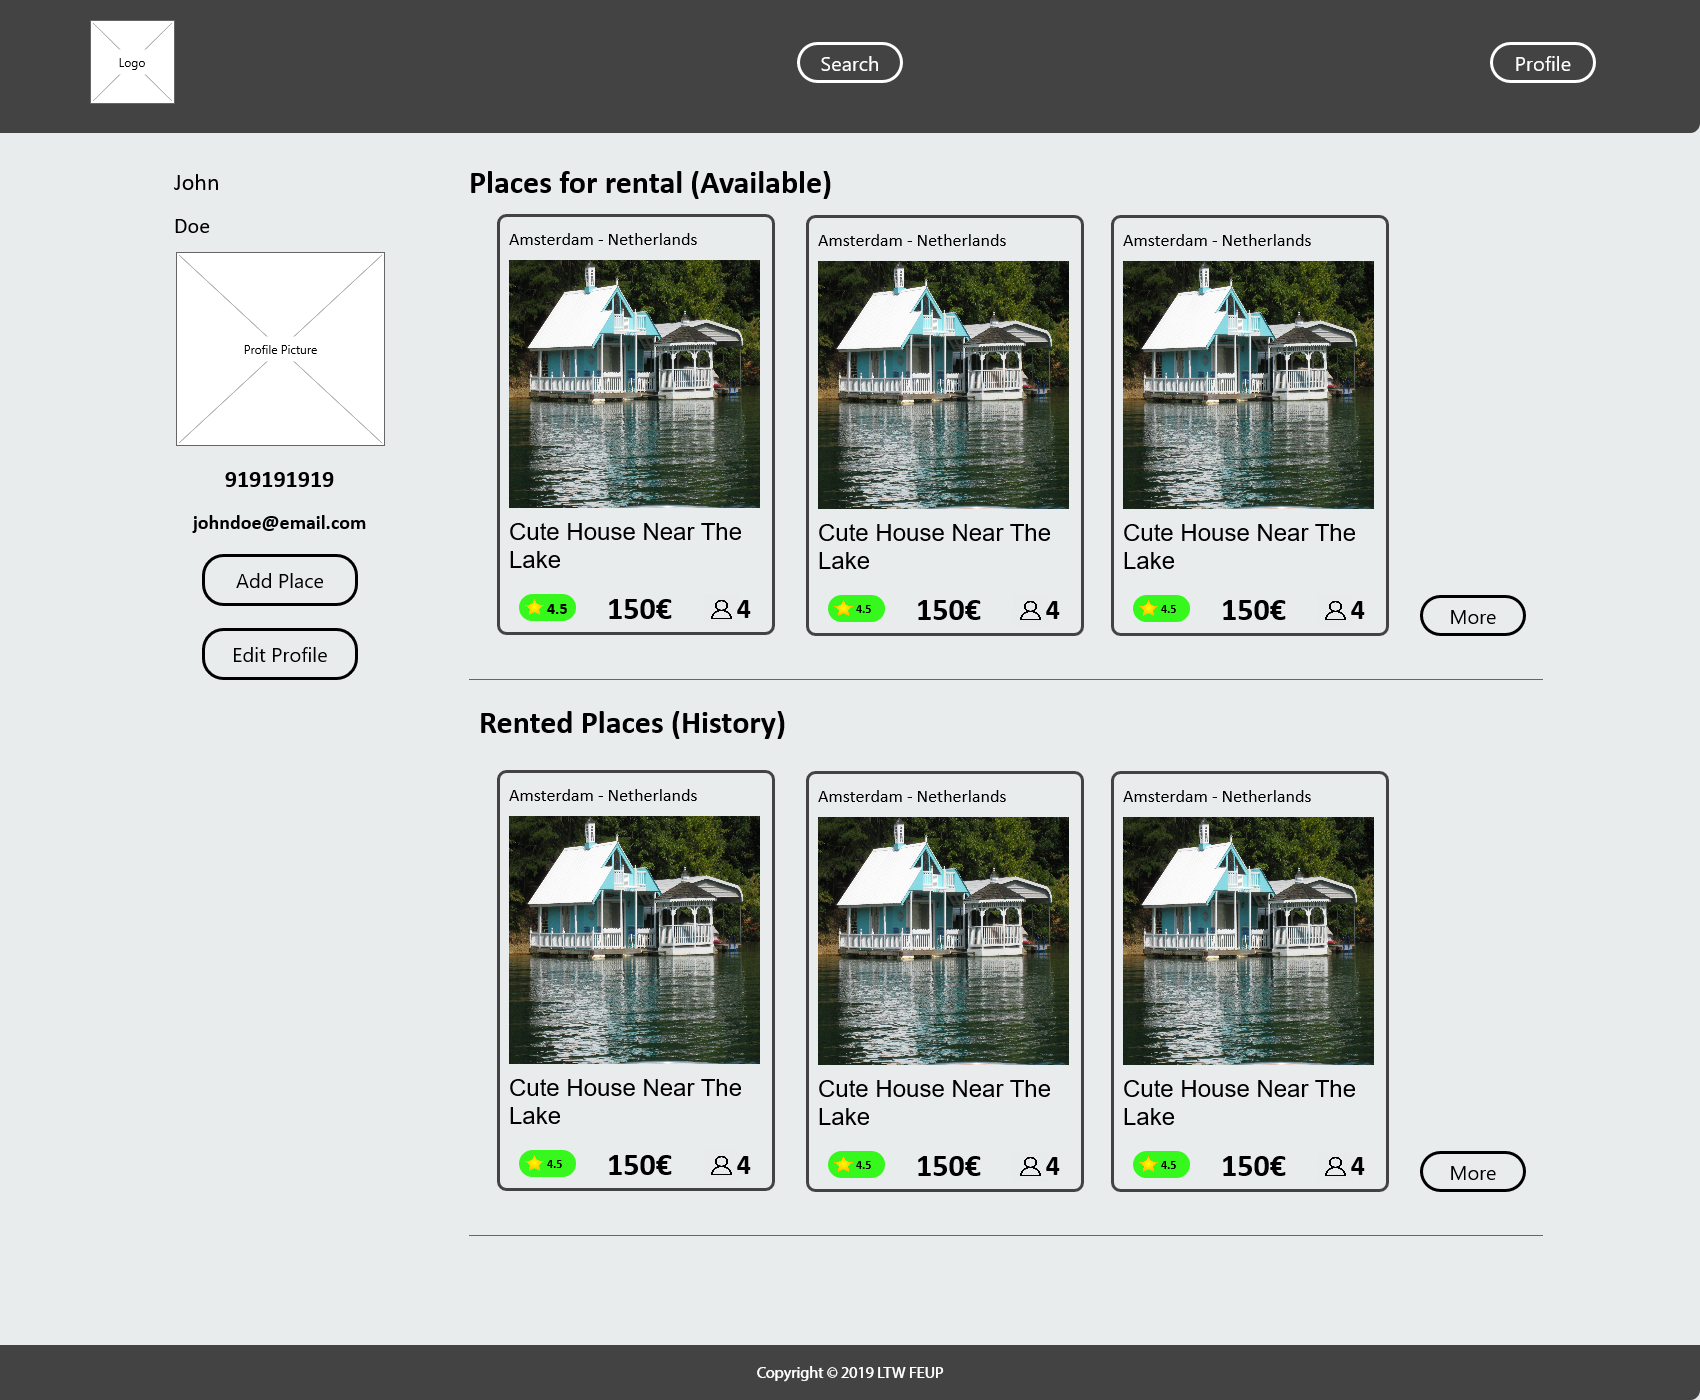 Logo
Search
Profile
John
Doe
Profile Picture
919191919
johndoe@email.com
Add Place
Edit Profile
Places for rental (Available)
Amsterdam - Netherlands
Cute House Near The
Lake
4.5 150€ 4
Amsterdam - Netherlands
Cute House Near The
Lake
4.5 150€ 4
Amsterdam - Netherlands
Cute House Near The
Lake
4.5 150€ 4
More
Rented Places (History)
Amsterdam - Netherlands
Cute House Near The
Lake
4.5 150€ 4
Amsterdam - Netherlands
Cute House Near The
Lake
4.5 150€ 4
Amsterdam - Netherlands
Cute House Near The
Lake
4.5 150€ 4
More
Copyright © 2019 LTW FEUP